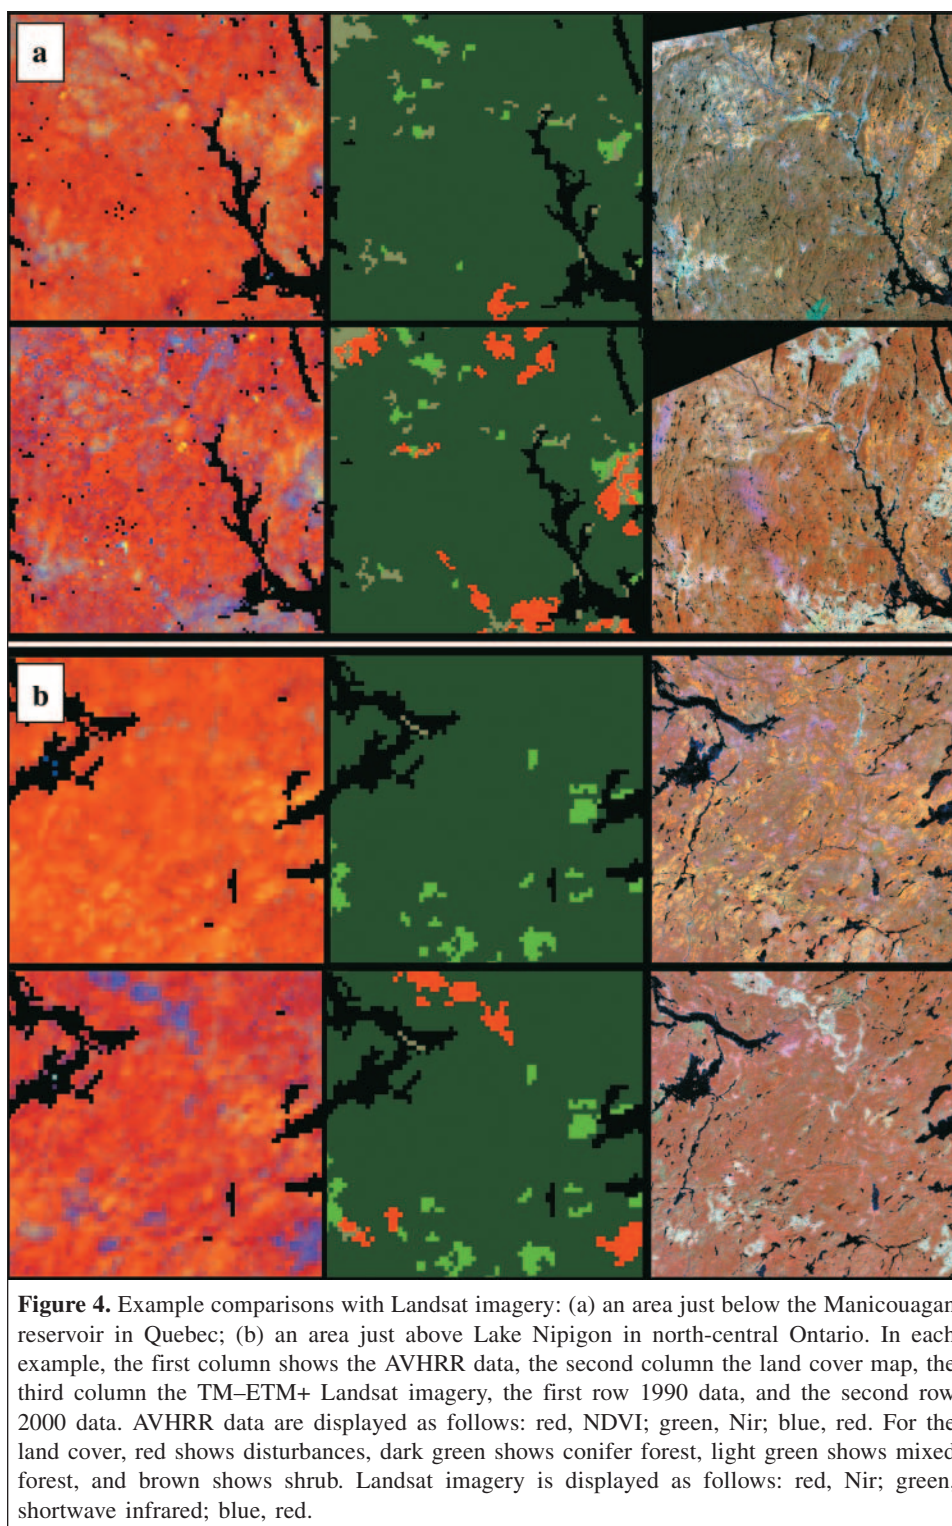 a
b
Figure 4. Example comparisons with Landsat imagery: (a) an area just below the Manicouagan
reservoir in Quebec; (b) an area just above Lake Nipigon in north-central Ontario. In each
example, the first column shows the AVHRR data, the second column the land cover map, the
third column the TM–ETM+ Landsat imagery, the first row 1990 data, and the second row
2000 data. AVHRR data are displayed as follows: red, NDVI; green, Nir; blue, red. For the
land cover, red shows disturbances, dark green shows conifer forest, light green shows mixed
forest, and brown shows shrub. Landsat imagery is displayed as follows: red, Nir; green,
shortwave infrared; blue, red.